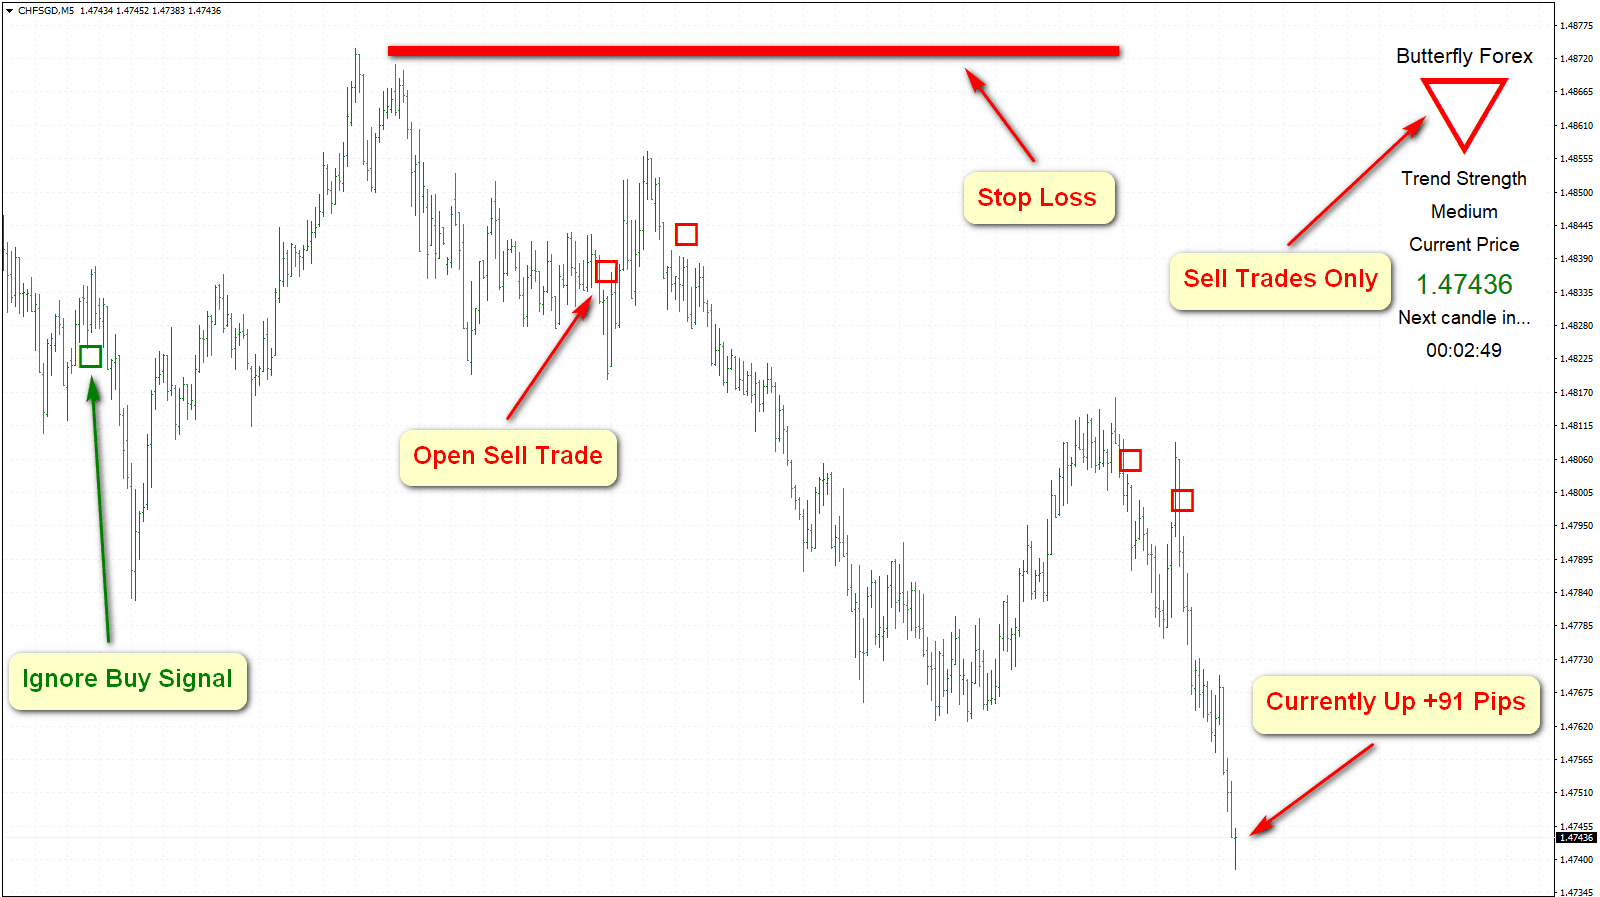 CHFSGD,M5 1.47434 1.47452 1.47383 1.47436
Butterfly Forex
Trend Strength
Medium
Current Price
1.47436
Next candle in...
00:02:49
Stop Loss
Sell Trades Only
Open Sell Trade
Ignore Buy Signal
Currently Up +91 Pips
1.48775
1.48720
1.48665
1.48610
1.48555
1.48500
1.48445
1.48390
1.48335
1.48280
1.48225
1.48170
1.48115
1.48060
1.48005
1.47950
1.47895
1.47840
1.47785
1.47730
1.47675
1.47620
1.47565
1.47510
1.47455
1.47436
1.47400
1.47345